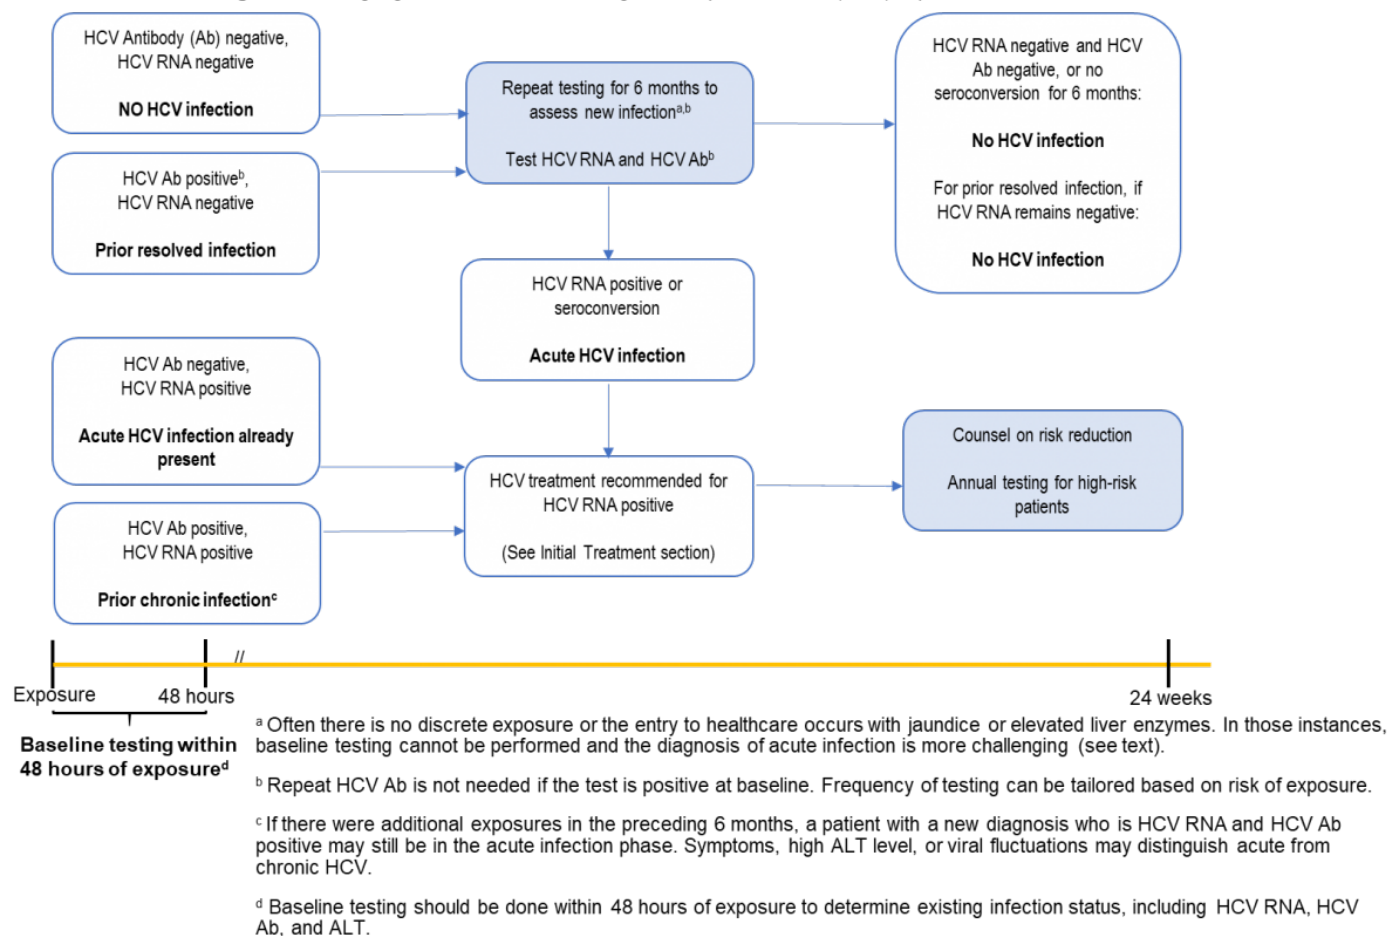 HCV Antibody (Ab) negative,
HCV RNA negative
NO HCV infection
HCV Ab positiveᵇ,
HCV RNA negative
Prior resolved infection
HCV Ab negative,
HCV RNA positive
Acute HCV infection already
present
HCV Ab positive,
HCV RNA positive
Prior chronic infectionᶜ
Repeat testing for 6 months to
assess new infectionᵃ,ᵇ
Test HCV RNA and HCV Abᵇ
HCV RNA positive or
seroconversion
Acute HCV infection
HCV treatment recommended for
HCV RNA positive
(See Initial Treatment section)
HCV RNA negative and HCV
Ab negative, or no
seroconversion for 6 months:
No HCV infection
For prior resolved infection, if
HCV RNA remains negative:
No HCV infection
Counsel on risk reduction
Annual testing for high-risk
patients
//
Exposure
48 hours
24 weeks
Baseline testing within
48 hours of exposureᵈ
ᵃ Often there is no discrete exposure or the entry to healthcare occurs with jaundice or elevated liver enzymes. In those instances,
baseline testing cannot be performed and the diagnosis of acute infection is more challenging (see text).
ᵇ Repeat HCV Ab is not needed if the test is positive at baseline. Frequency of testing can be tailored based on risk of exposure.
ᶜ If there were additional exposures in the preceding 6 months, a patient with a new diagnosis who is HCV RNA and HCV Ab
positive may still be in the acute infection phase. Symptoms, high ALT level, or viral fluctuations may distinguish acute from
chronic HCV.
ᵈ Baseline testing should be done within 48 hours of exposure to determine existing infection status, including HCV RNA, HCV
Ab, and ALT.